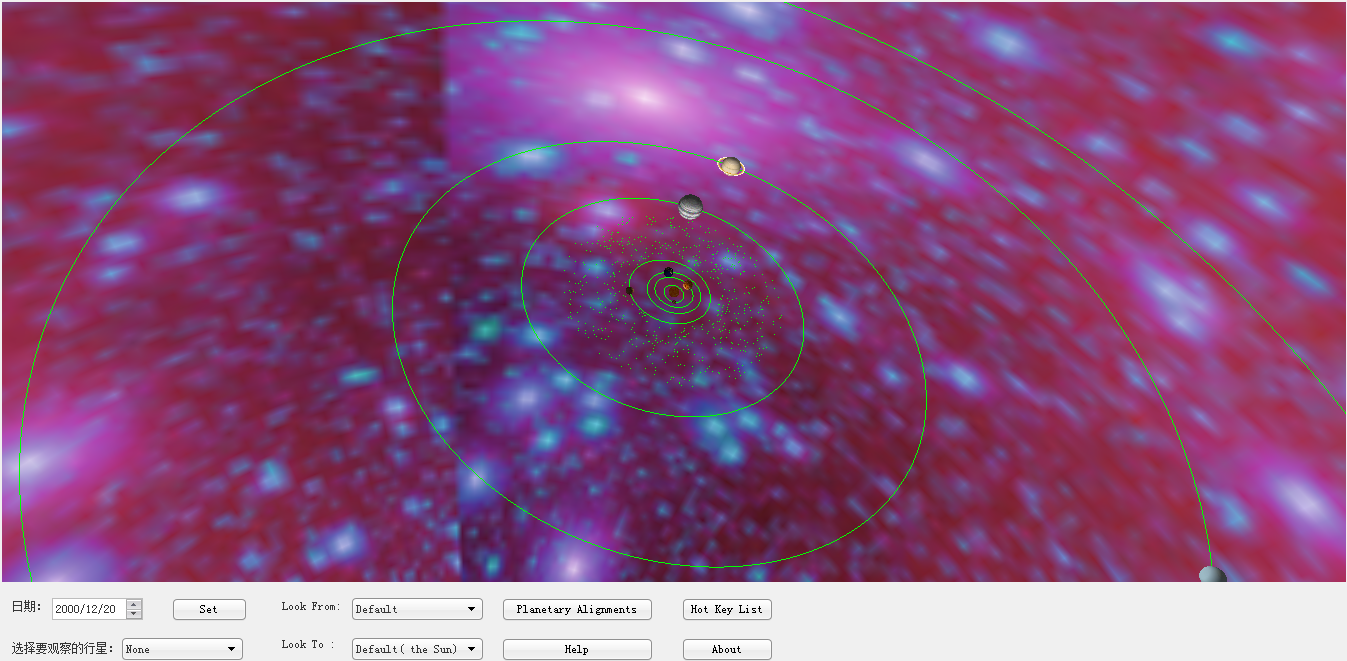 日期: 2000/12/20 Set Look From: Default Planetary Alignments Hot Key List
选择要观察的行星: None Look To : Default( the Sun) Help About